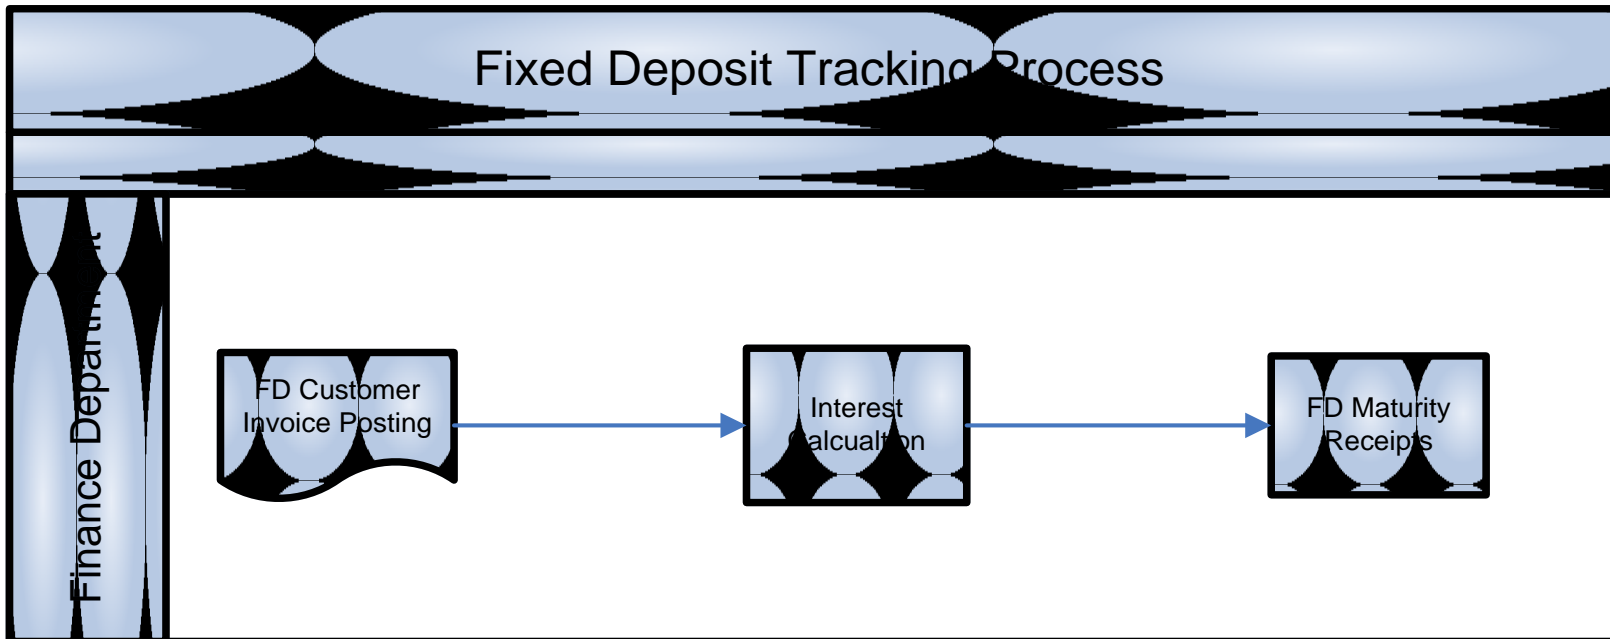 Fixed Deposit Tracking Process
Finance Department
FD Customer
Invoice Posting
Interest
Calcualtion
FD Maturity
Receipts